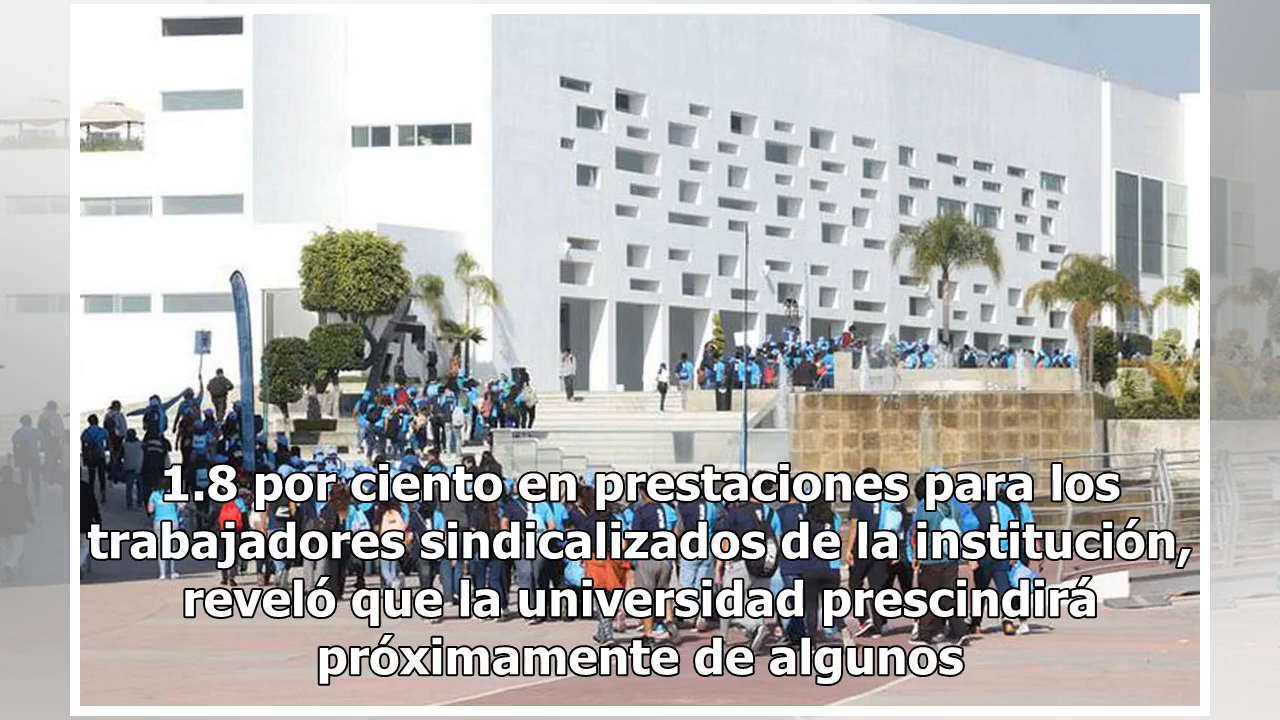 1.8 por ciento en prestaciones para los
trabajadores sindicalizados de la institución,
reveló que la universidad prescindirá
próximamente de algunos